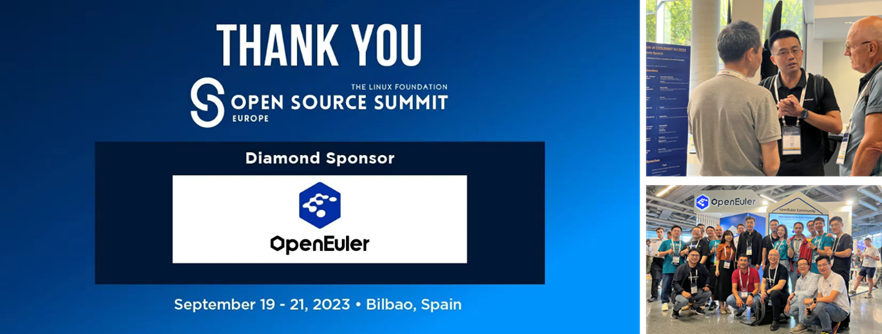 THANK YOU
THE LINUX FOUNDATION
OPEN SOURCE SUMMIT
EUROPE
Diamond Sponsor
OpenEuler
September 19 - 21, 2023 • Bilbao, Spain
OpenEuler